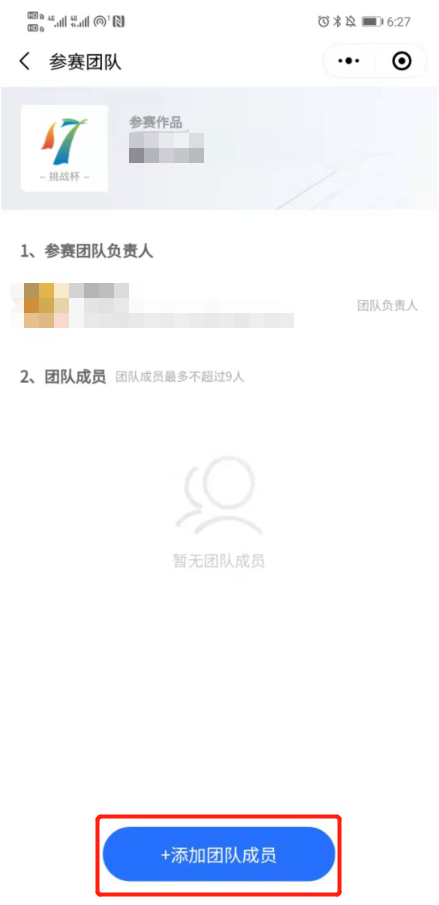 6:27
参赛团队
参赛作品
- 挑战杯 -
1、参赛团队负责人
团队负责人
2、团队成员 团队成员最多不超过9人
暂无团队成员
+添加团队成员